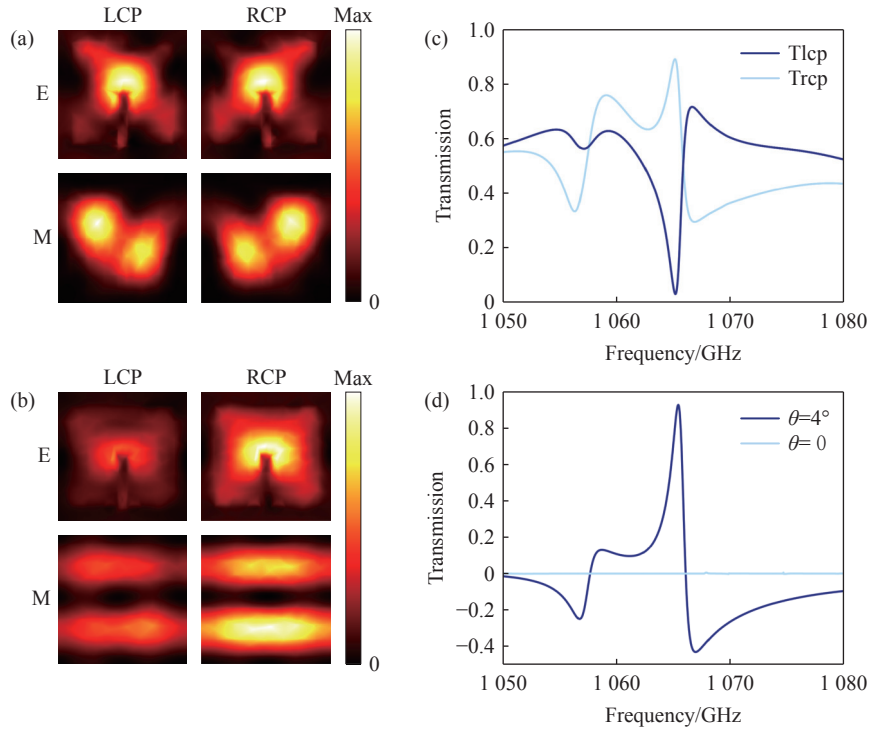 (a)
LCP RCP
Max
E
M
0
(b)
LCP RCP
Max
E
M
0
(c)
Tlcp
Trcp
Transmission
1.0
0.8
0.6
0.4
0.2
0
1 050 1 060 1 070 1 080
Frequency/GHz
(d)
θ=4°
θ= 0
Transmission
1.0
0.8
0.6
0.4
0.2
0
−0.2
−0.4
1 050 1 060 1 070 1 080
Frequency/GHz